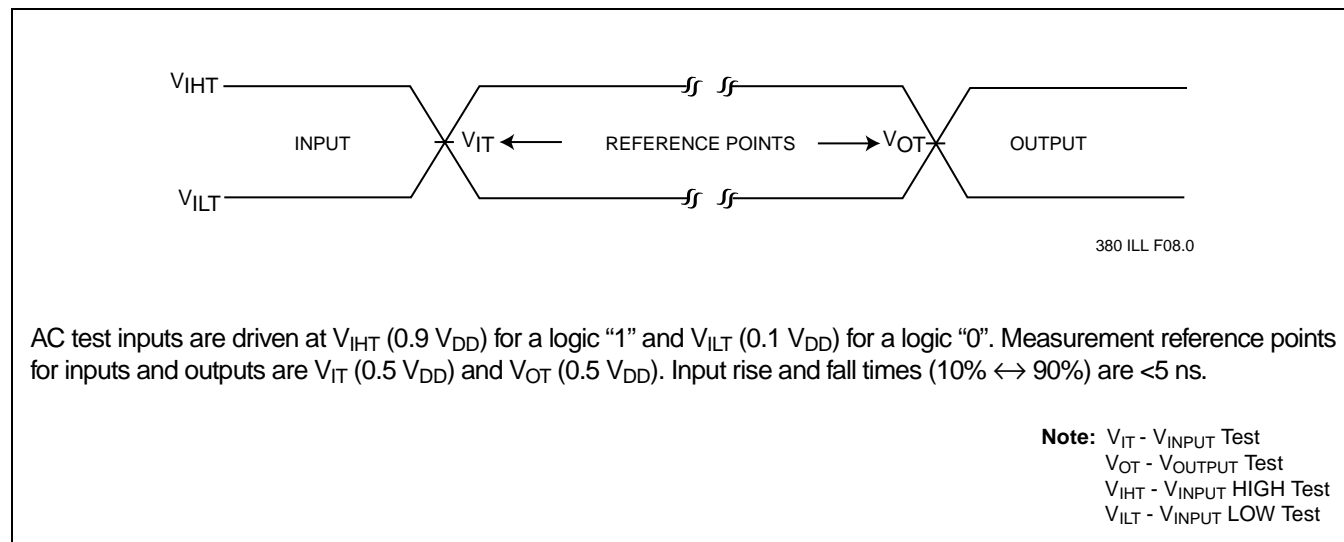 VIHT
INPUT VIT REFERENCE POINTS VOT OUTPUT
VILT
380 ILL F08.0
AC test inputs are driven at VIHT (0.9 VDD) for a logic “1” and VILT (0.1 VDD) for a logic “0”. Measurement reference points
for inputs and outputs are VIT (0.5 VDD) and VOT (0.5 VDD). Input rise and fall times (10% ↔ 90%) are <5 ns.
Note: VIT - VINPUT Test
VOT - VOUTPUT Test
VIHT - VINPUT HIGH Test
VILT - VINPUT LOW Test